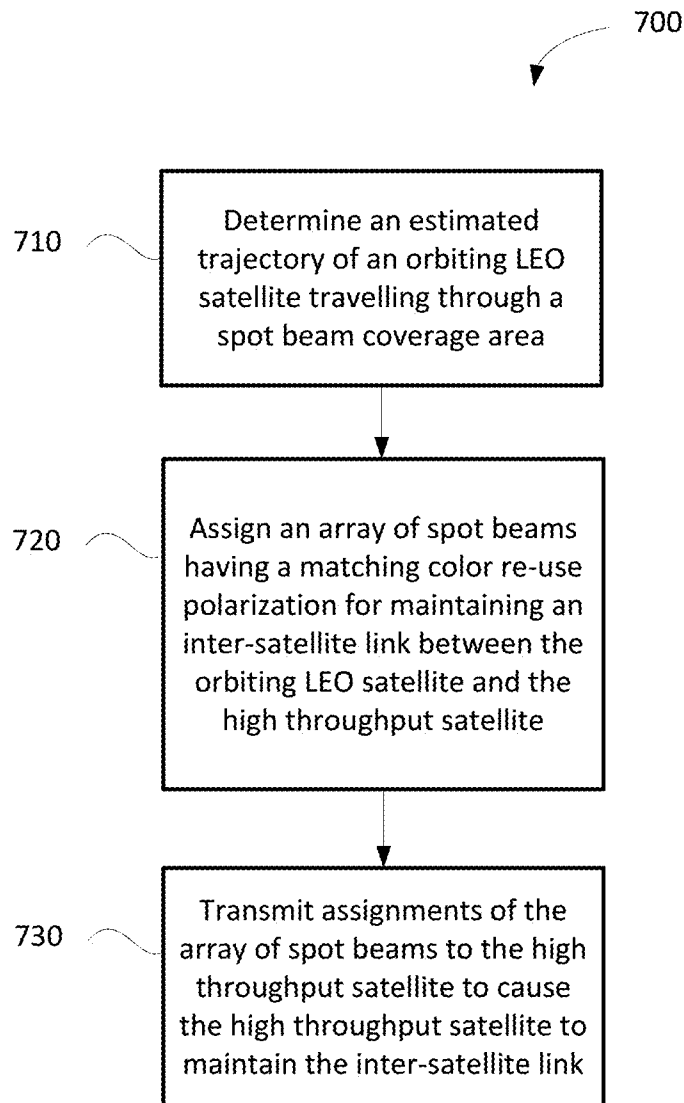 700
710
Determine an estimated
trajectory of an orbiting LEO
satellite travelling through a
spot beam coverage area
720
Assign an array of spot beams
having a matching color re-use
polarization for maintaining an
inter-satellite link between the
orbiting LEO satellite and the
high throughput satellite
730
Transmit assignments of the
array of spot beams to the high
throughput satellite to cause
the high throughput satellite to
maintain the inter-satellite link